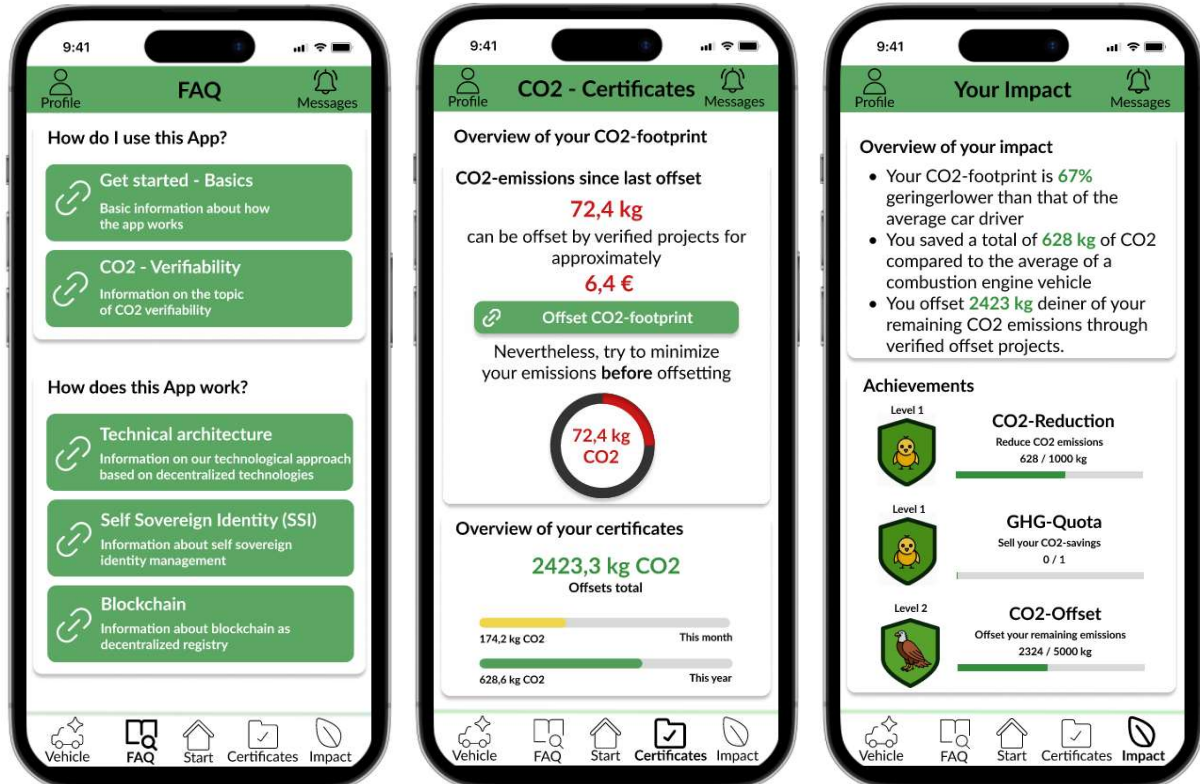 9:41
Profile
FAQ
Messages
How do I use this App?
Get started - Basics
Basic information about how
the app works
CO2 - Verifiability
Information on the topic
of CO2 verifiability
How does this App work?
Technical architecture
Information on our technological approach
based on decentralized technologies
Self Sovereign Identity (SSI)
Information about self sovereign
identity management
Blockchain
Information about blockchain as
decentralized registry
Vehicle
FAQ
Start
Certificates
Impact
9:41
Profile
CO2 - Certificates
Messages
Overview of your CO2-footprint
CO2-emissions since last offset
72,4 kg
can be offset by verified projects for
approximately
6,4 €
Offset CO2-footprint
Nevertheless, try to minimize
your emissions before offsetting
72,4 kg
CO2
Overview of your certificates
2423,3 kg CO2
Offsets total
174,2 kg CO2
This month
628,6 kg CO2
This year
Vehicle
FAQ
Start
Certificates
Impact
9:41
Profile
Your Impact
Messages
Overview of your impact
• Your CO2-footprint is 67%
geringerlower than that of the
average car driver
• You saved a total of 628 kg of CO2
compared to the average of a
combustion engine vehicle
• You offset 2423 kg deiner of your
remaining CO2 emissions through
verified offset projects.
Achievements
Level 1
CO2-Reduction
Reduce CO2 emissions
628 / 1000 kg
Level 1
GHG-Quota
Sell your CO2-savings
0 / 1
Level 2
CO2-Offset
Offset your remaining emissions
2324 / 5000 kg
Vehicle
FAQ
Start
Certificates
Impact